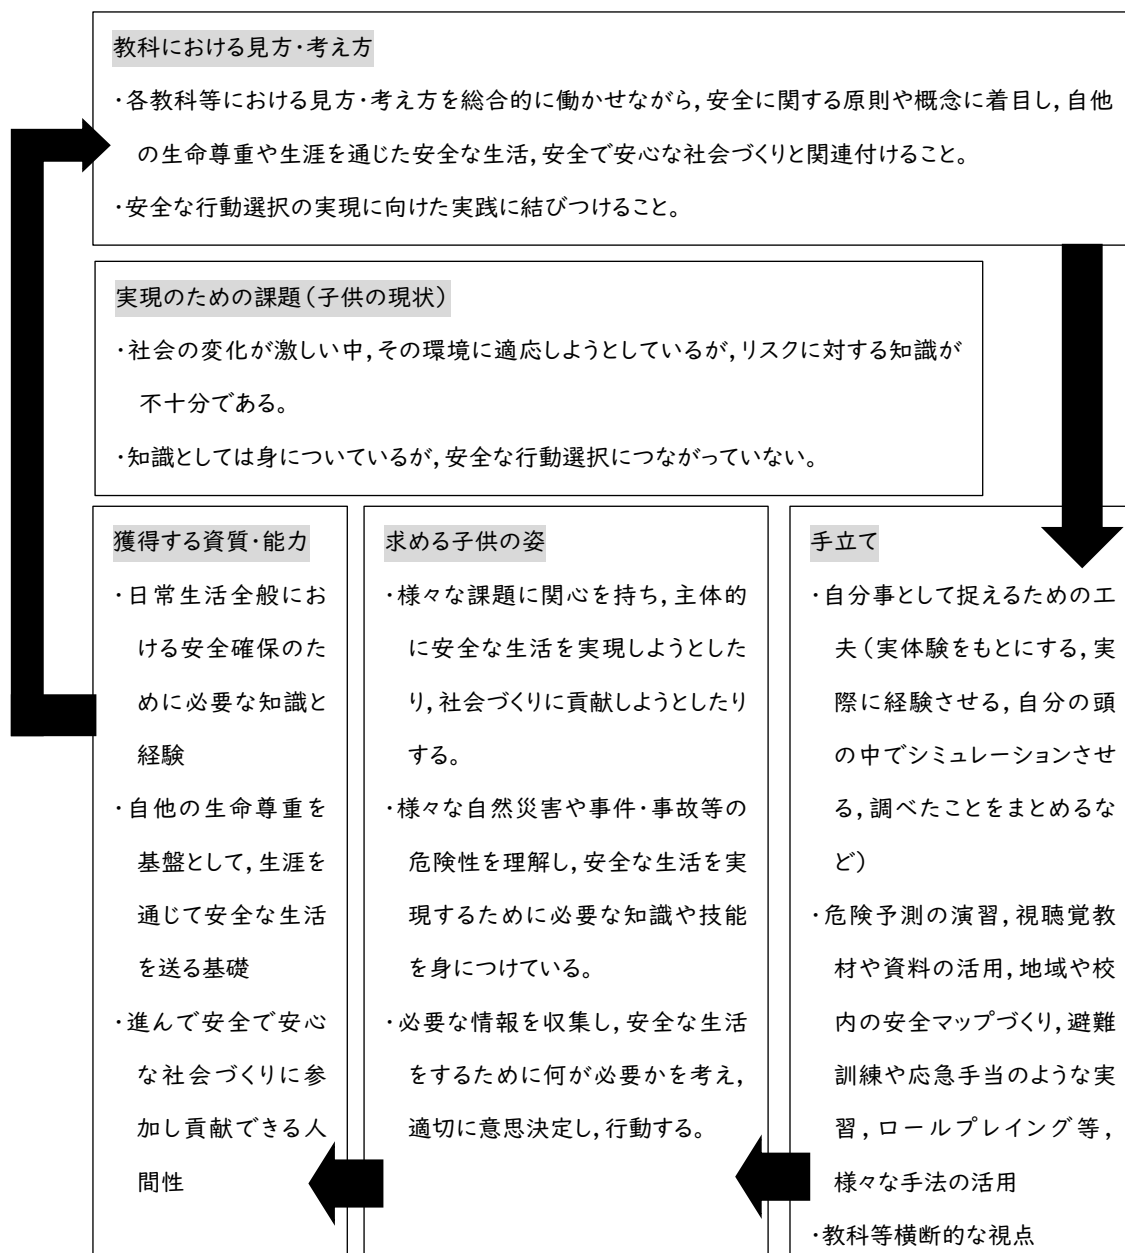 教科における見方・考え方
・各教科等における見方・考え方を総合的に働かせながら,安全に関する原則や概念に着目し,自他
の生命尊重や生涯を通じた安全な生活,安全で安心な社会づくりと関連付けること。
・安全な行動選択の実現に向けた実践に結びつけること。
実現のための課題(子供の現状)
・社会の変化が激しい中,その環境に適応しようとしているが,リスクに対する知識が
不十分である。
・知識としては身についているが,安全な行動選択につながっていない。
獲得する資質・能力
・日常生活全般にお
ける安全確保のた
めに必要な知識と
経験
・自他の生命尊重を
基盤として,生涯を
通じて安全な生活
を送る基礎
・進んで安全で安心
な社会づくりに参
加し貢献できる人
間性
求める子供の姿
・様々な課題に関心を持ち,主体的
に安全な生活を実現しようとした
り,社会づくりに貢献しようとしたり
する。
・様々な自然災害や事件・事故等の
危険性を理解し,安全な生活を実
現するために必要な知識や技能
を身につけている。
・必要な情報を収集し,安全な生活
をするために何が必要かを考え,
適切に意思決定し,行動する。
手立て
・自分事として捉えるための工
夫(実体験をもとにする,実
際に経験させる,自分の頭
の中でシミュレーションさせ
る,調べたことをまとめるな
ど)
・危険予測の演習,視聴覚教
材や資料の活用,地域や校
内の安全マップづくり,避難
訓練や応急手当のような実
習,ロールプレイング等,
様々な手法の活用
・教科等横断的な視点